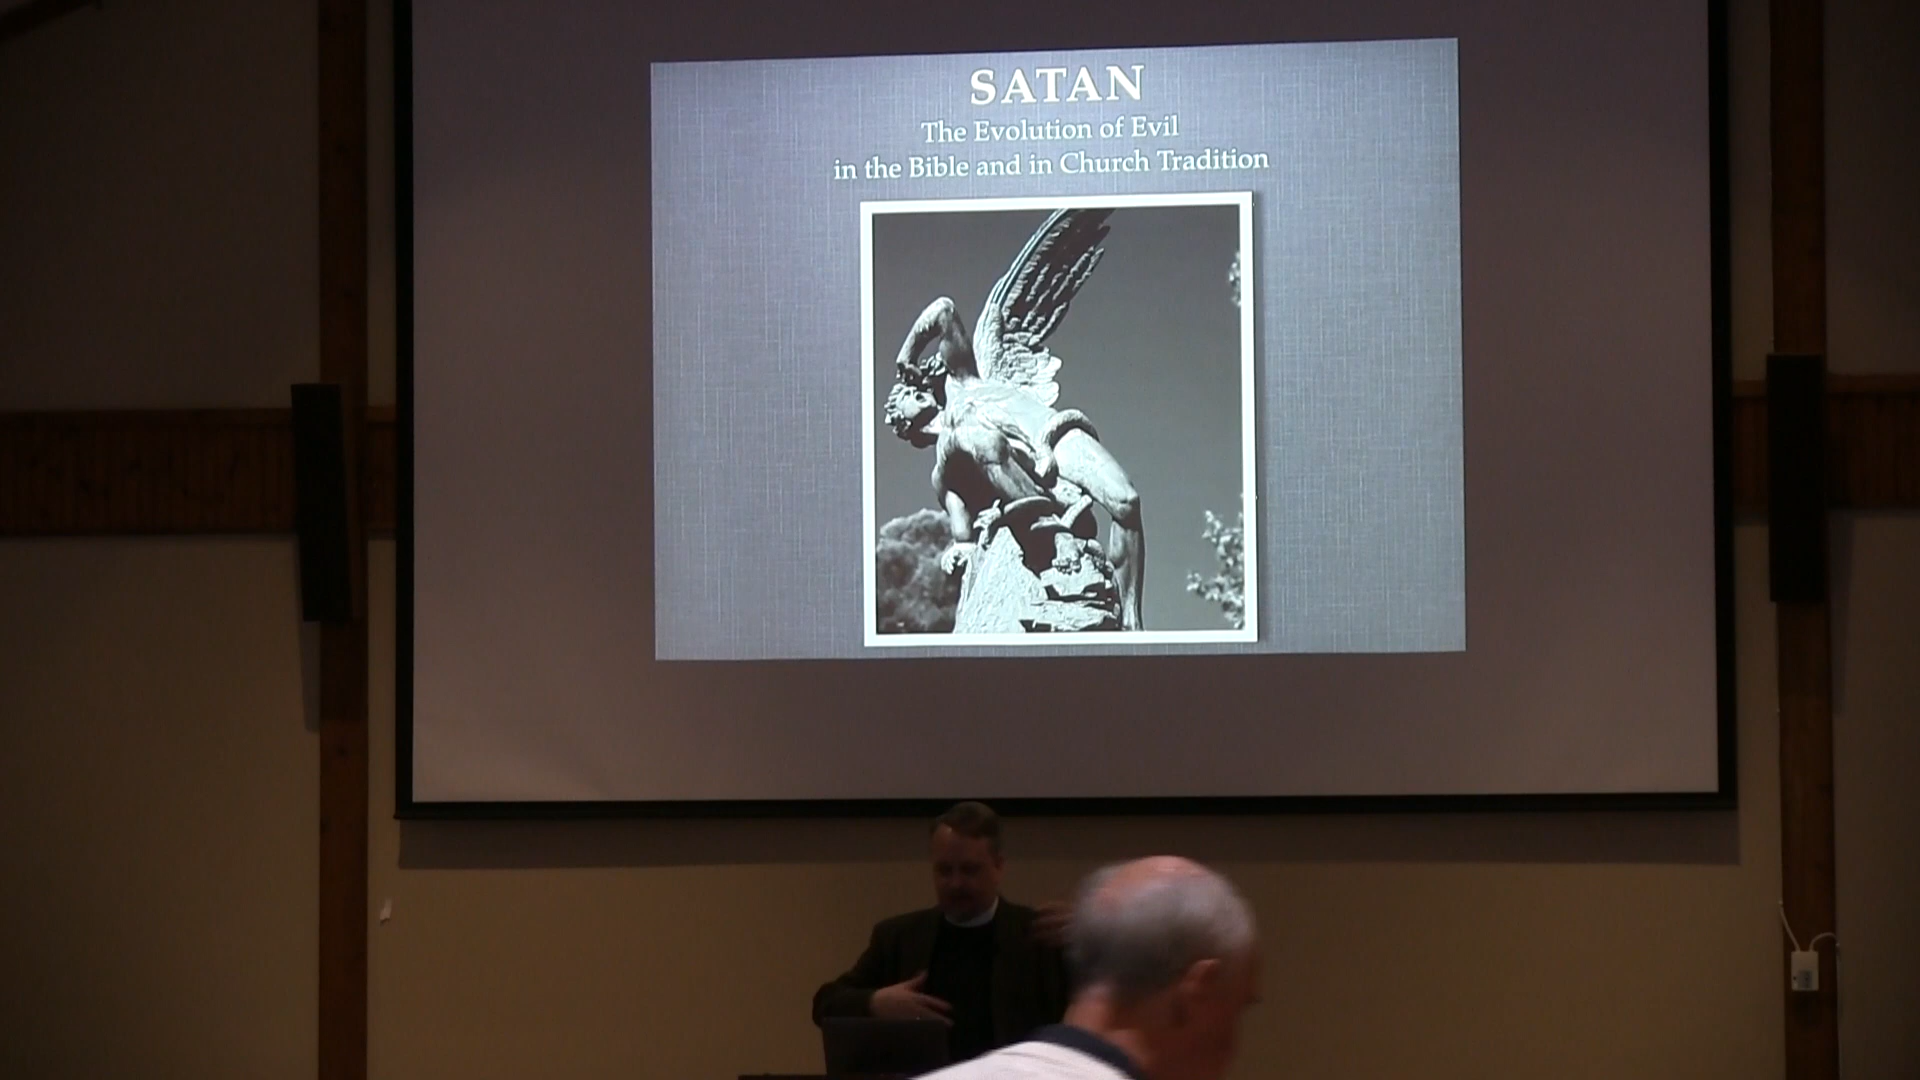 SATAN
The Evolution of Evil
in the Bible and in Church Tradition